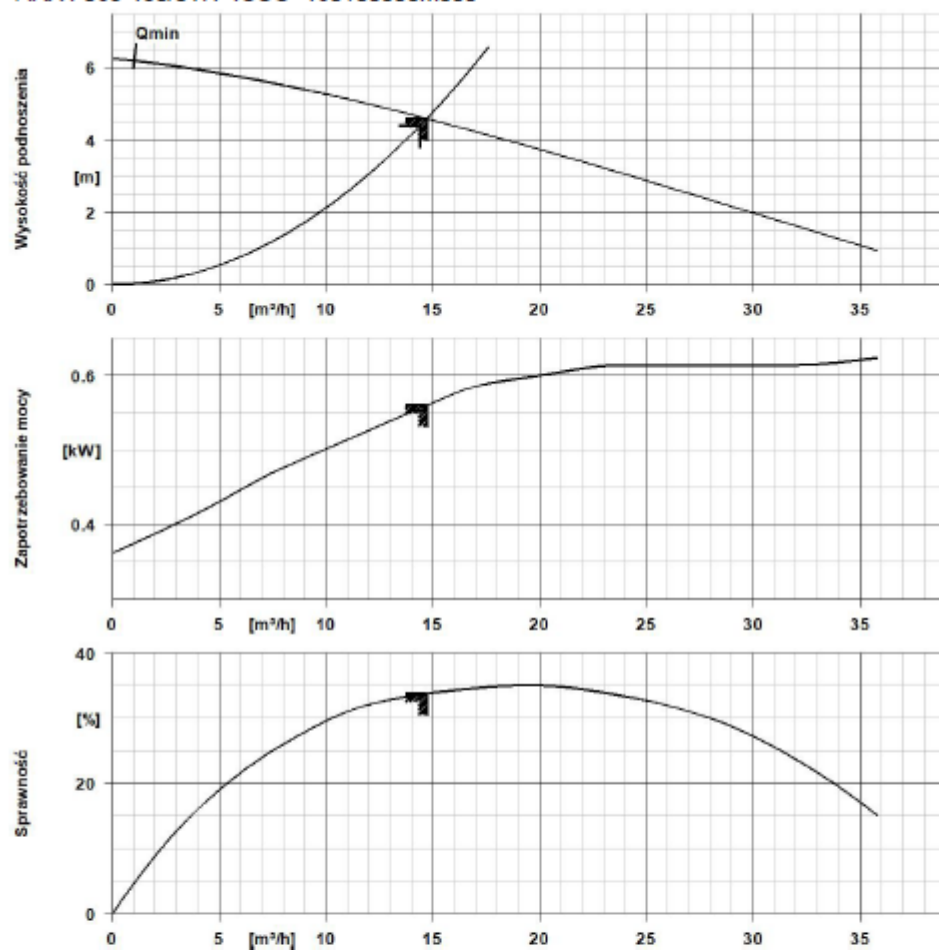 Qmin
Wysokość podnoszenia
6
4
[m]
2
0
0 5 [m³/h] 10 15 20 25 30 35
Zapotrzebowanie mocy
0.6
[kW]
0.4
0 5 [m³/h] 10 15 20 25 30 35
Sprawność
40
[%]
20
0
0 5 [m³/h] 10 15 20 25 30 35